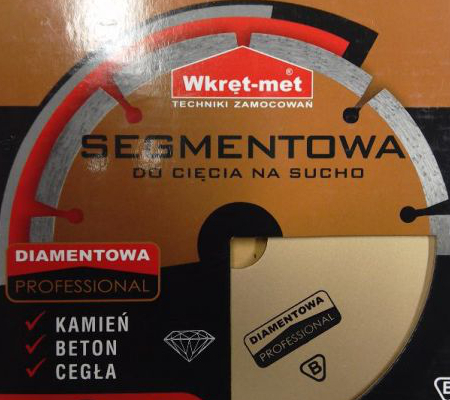 Wkręt-met®
TECHNIKI ZAMOCOWAŃ
SEGMENTOWA
DO CIĘCIA NA SUCHO
DIAMENTOWA
PROFESSIONAL
KAMIEŃ
BETON
CEGŁA
DIAMENTOWA
PROFESSIONAL
B
B